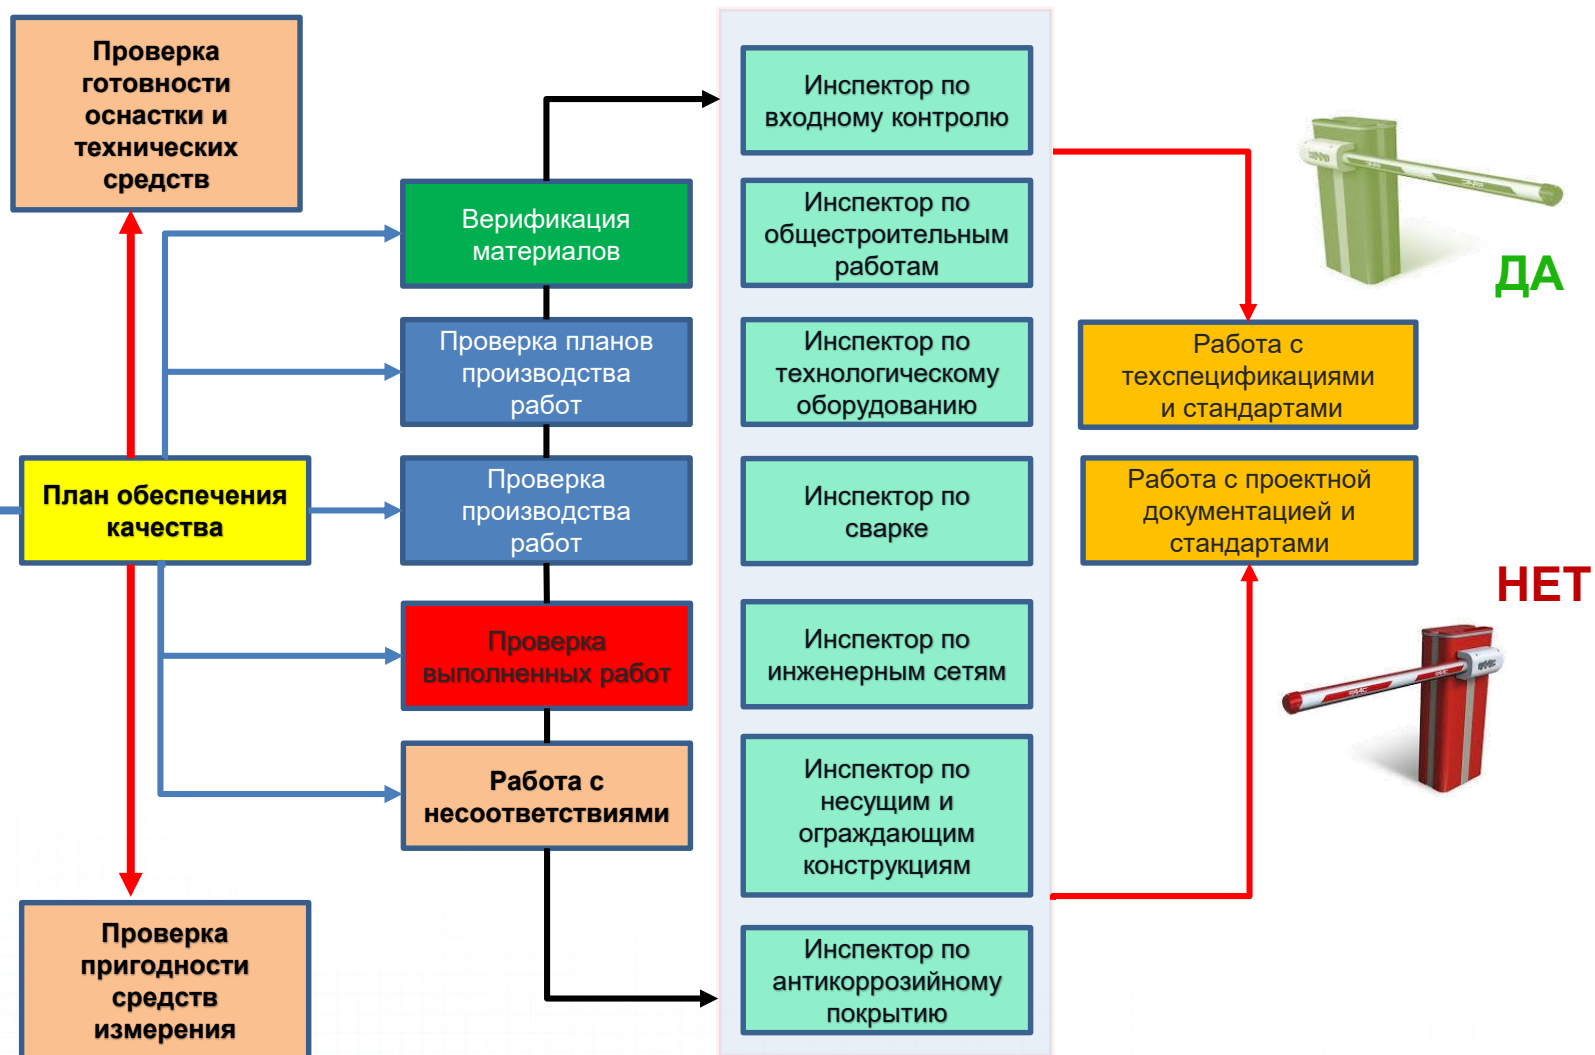 Проверка
готовности
оснастки и
технических
средств
План обеспечения
качества
Проверка
пригодности
средств
измерения
Верификация
материалов
Проверка планов
производства
работ
Проверка
производства
работ
Проверка
выполненных работ
Работа с
несоответствиями
Инспектор по
входному контролю
Инспектор по
общестроительным
работам
Инспектор по
технологическому
оборудованию
Инспектор по
сварке
Инспектор по
инженерным сетям
Инспектор по
несущим и
ограждающим
конструкциям
Инспектор по
антикоррозийному
покрытию
Работа с
техспецификациями
и стандартами
Работа с проектной
документацией и
стандартами
ДА
НЕТ